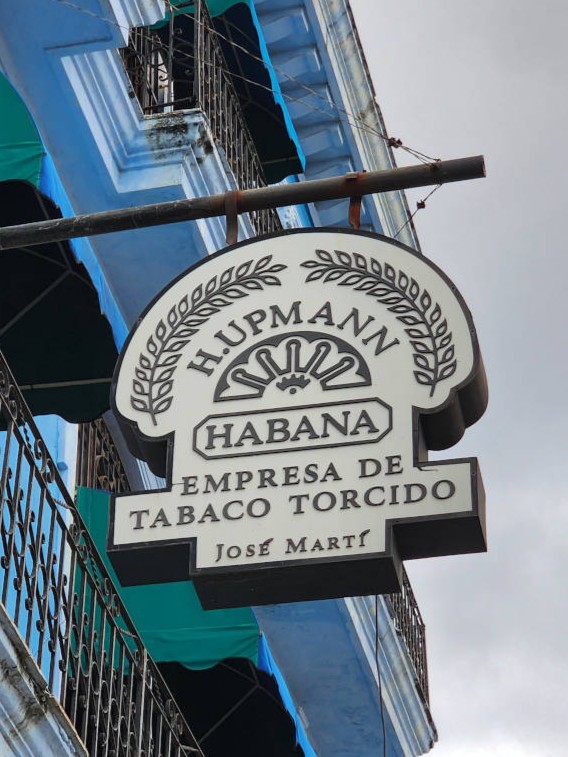 H.UPMANN
HABANA
EMPRESA DE
TABACO TORCIDO
JOSÉ MARTÍ